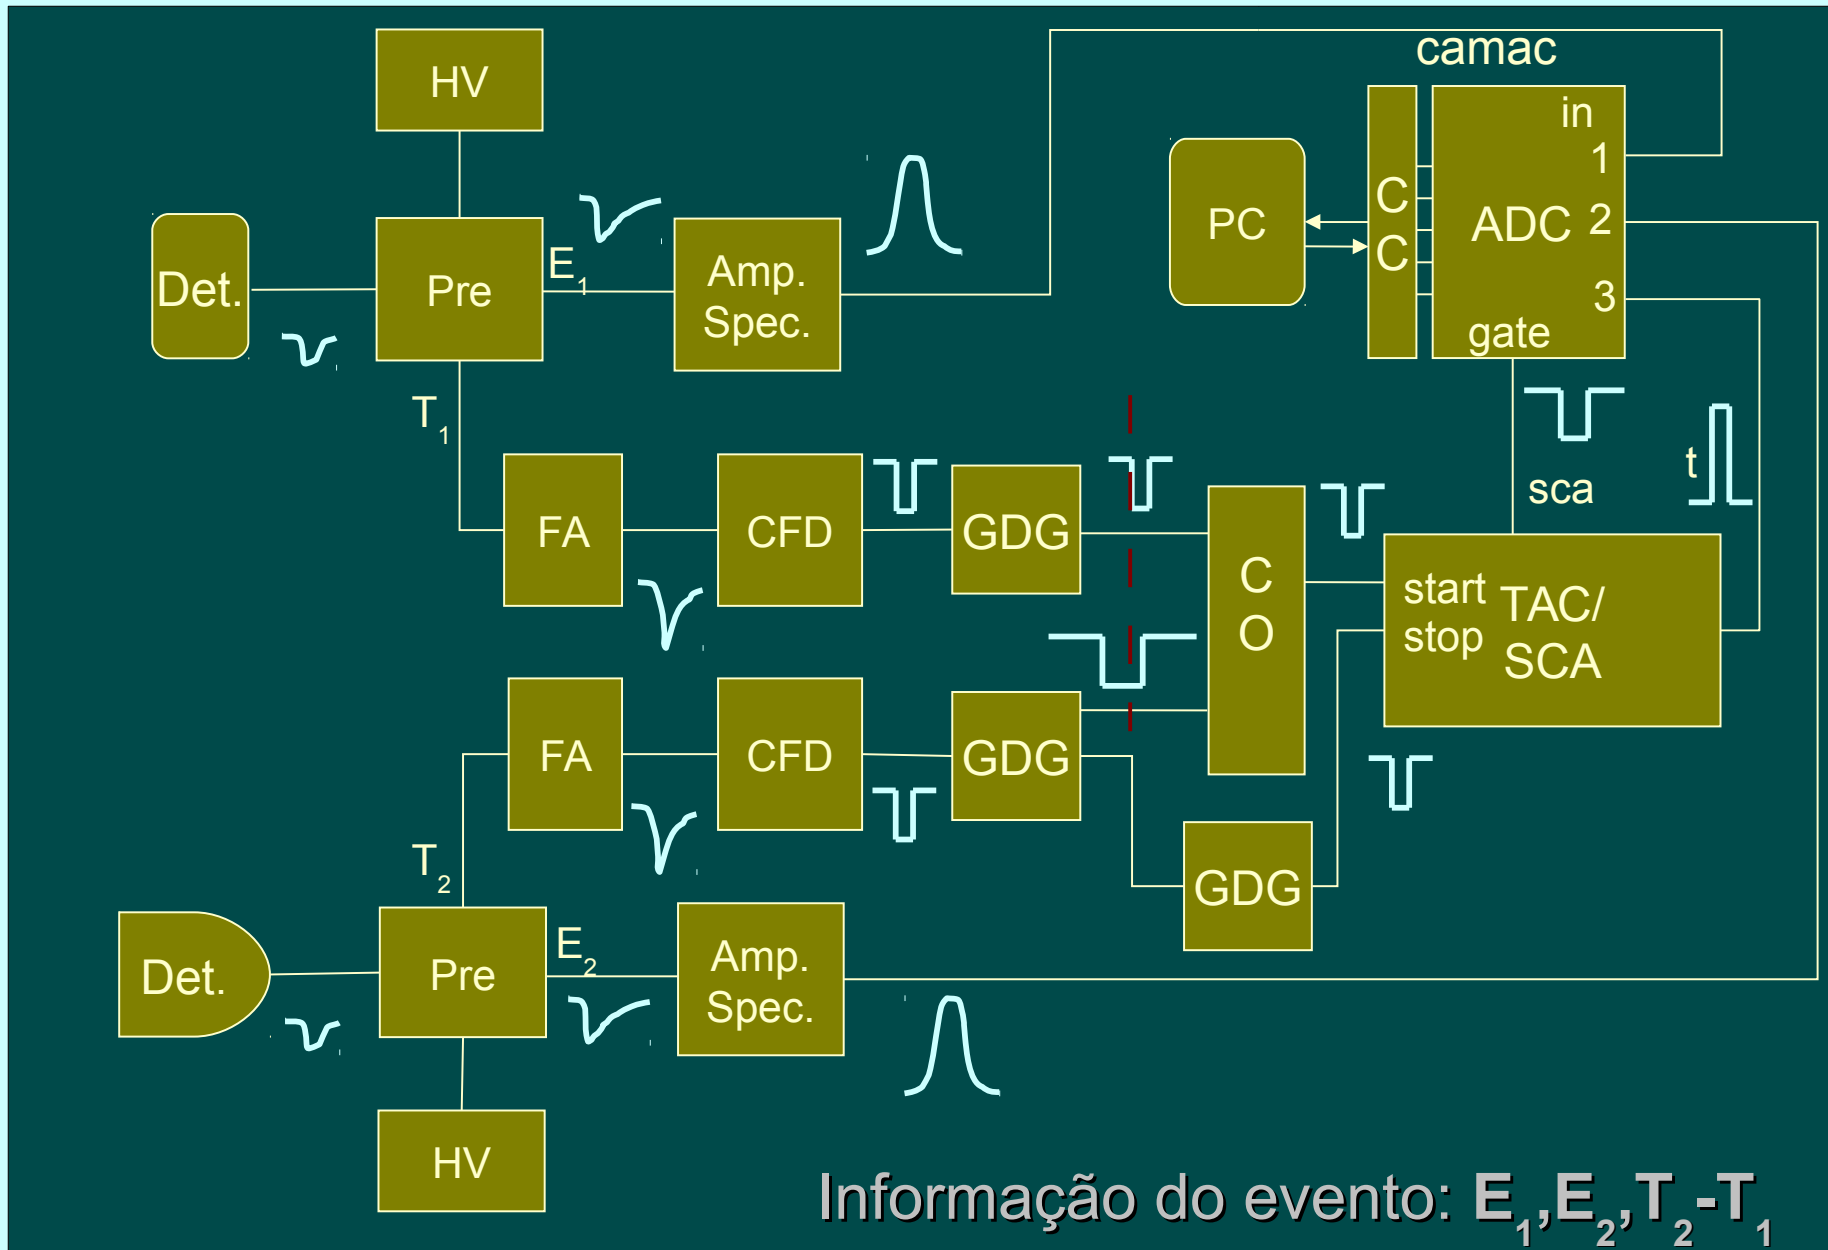 HV
camac
in
1
C
C
ADC
2
PC
3
gate
Det.
Pre
E1
Amp.
Spec.
T1
FA
CFD
GDG
C
O
sca
t
start
stop
TAC/
SCA
FA
CFD
GDG
T2
GDG
Det.
Pre
E2
Amp.
Spec.
HV
Informação do evento: E1,E2,T2-T1